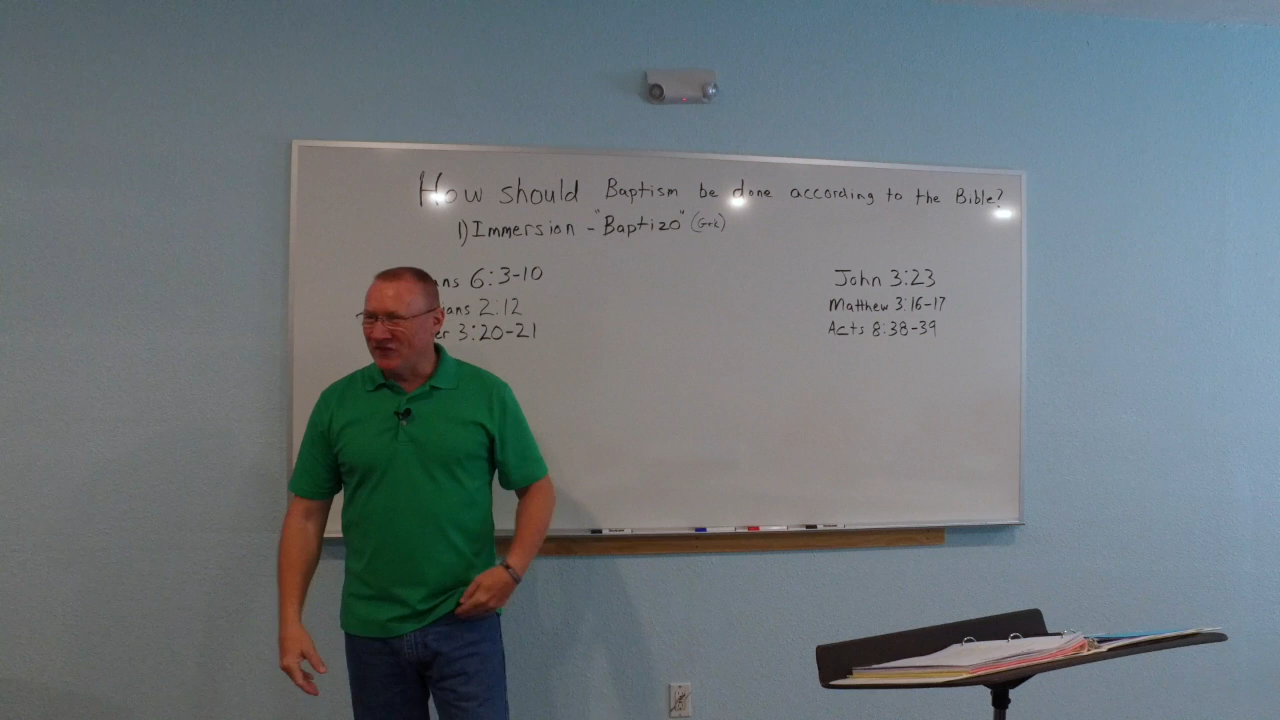 How should Baptism be done according to the Bible?
1) Immersion - "Baptizo" (Grk)
ns 6:3-10
ans 2:12
er 3:20-21
John 3:23
Matthew 3:16-17
Acts 8:38-39